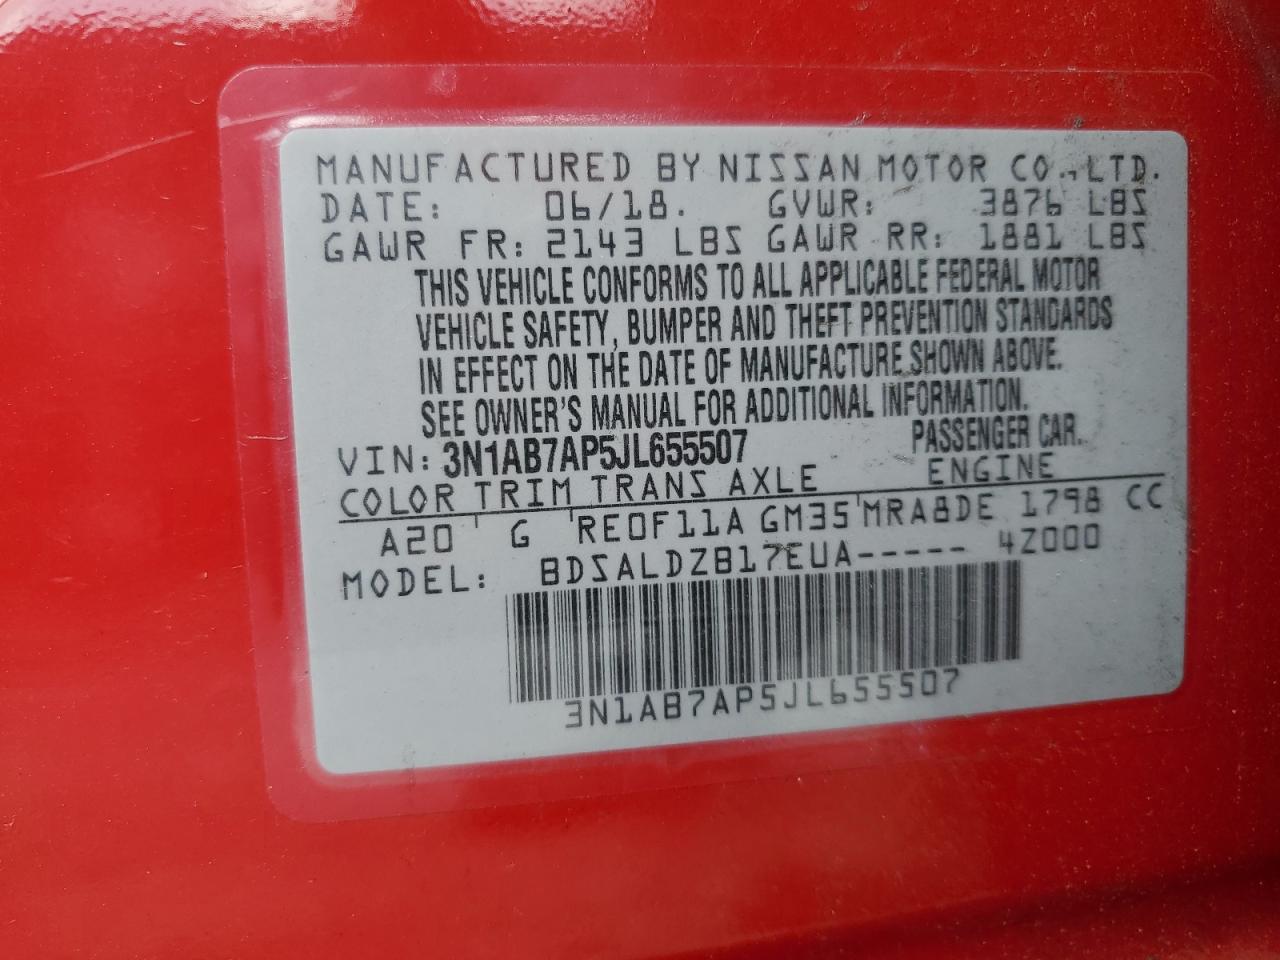 MANUFACTURED BY NISSAN MOTOR CO., LTD.
DATE: 06/18. GVWR: 3876 LBS
GAWR FR: 2143 LBS GAWR RR: 1881 LBS
THIS VEHICLE CONFORMS TO ALL APPLICABLE FEDERAL MOTOR
VEHICLE SAFETY, BUMPER AND THEFT PREVENTION STANDARDS
IN EFFECT ON THE DATE OF MANUFACTURE SHOWN ABOVE.
SEE OWNER'S MANUAL FOR ADDITIONAL INFORMATION.
VIN: 3N1AB7AP5JL655507 PASSENGER CAR.
COLOR TRIM TRANS AXLE ENGINE
A20 G RE0F11A GM35 MRA8DE 1798 CC
MODEL: BDSALDZB17EUA----- 4Z000
3N1AB7AP5JL655507